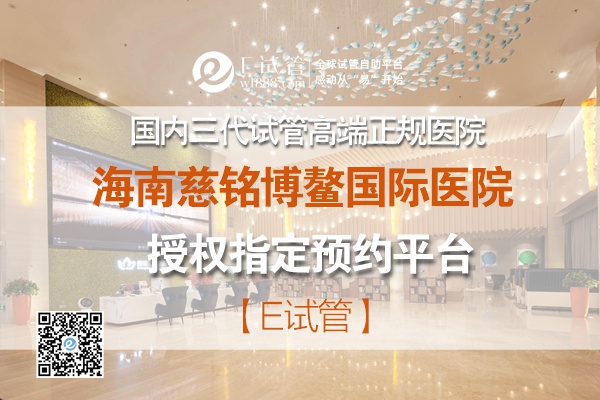 E试管
全球试管自助平台
感动从“易”开始
国内三代试管高端正规医院
海南慈铭博鳌国际医院
授权指定预约平台
【E试管】